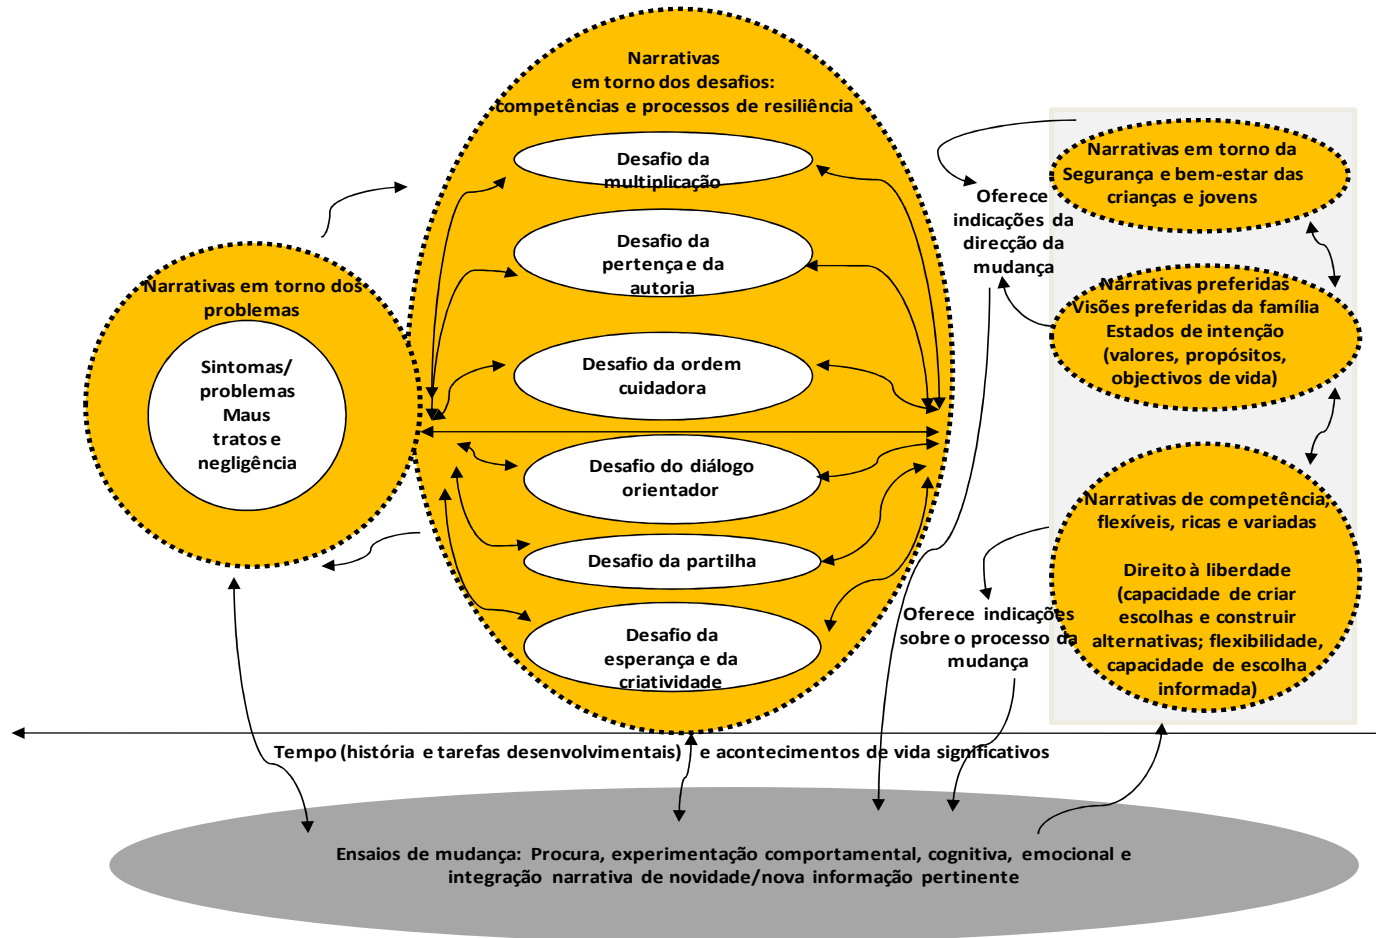 Narrativas
em torno dos desafios:
competências e processos de resiliência
Desafio da
multiplicação
Desafio da
pertença e da
autoria
Desafio da ordem
cuidadora
Desafio do diálogo
orientador
Desafio da partilha
Desafio da
esperança e da
criatividade
Narrativas em torno dos
problemas
Sintomas/
problemas
Maus
tratos e
negligência
Oferece
indicações da
direcção da
mudança
Narrativas em torno da
Segurança e bem-estar das
crianças e jovens
Narrativas preferidas
Visões preferidas da família
Estados de intenção
(valores, propósitos,
objectivos de vida)
Narrativas de competência,
flexíveis, ricas e variadas
Direito à liberdade
(capacidade de criar
escolhas e construir
alternativas; flexibilidade,
capacidade de escolha
informada)
Oferece indicações
sobre o processo da
mudança
Tempo (história e tarefas desenvolvimentais) e acontecimentos de vida significativos
Ensaios de mudança: Procura, experimentação comportamental, cognitiva, emocional e
integração narrativa de novidade/nova informação pertinente